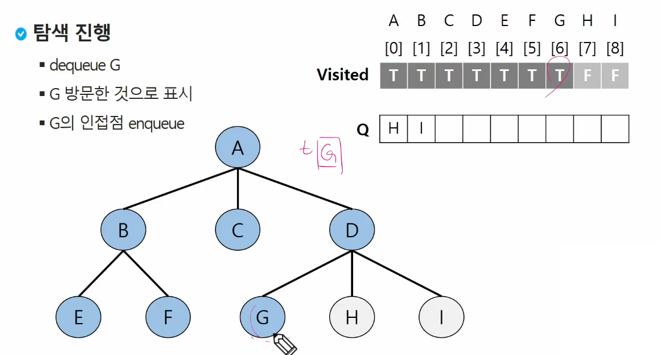 탐색 진행
dequeue G
G 방문한 것으로 표시
G의 인접점 enqueue
A B C D E F G H I
[0] [1] [2] [3] [4] [5] [6] [7] [8]
Visited T T T T T T T F F
Q H I
t G
A
B C D
E F G H I